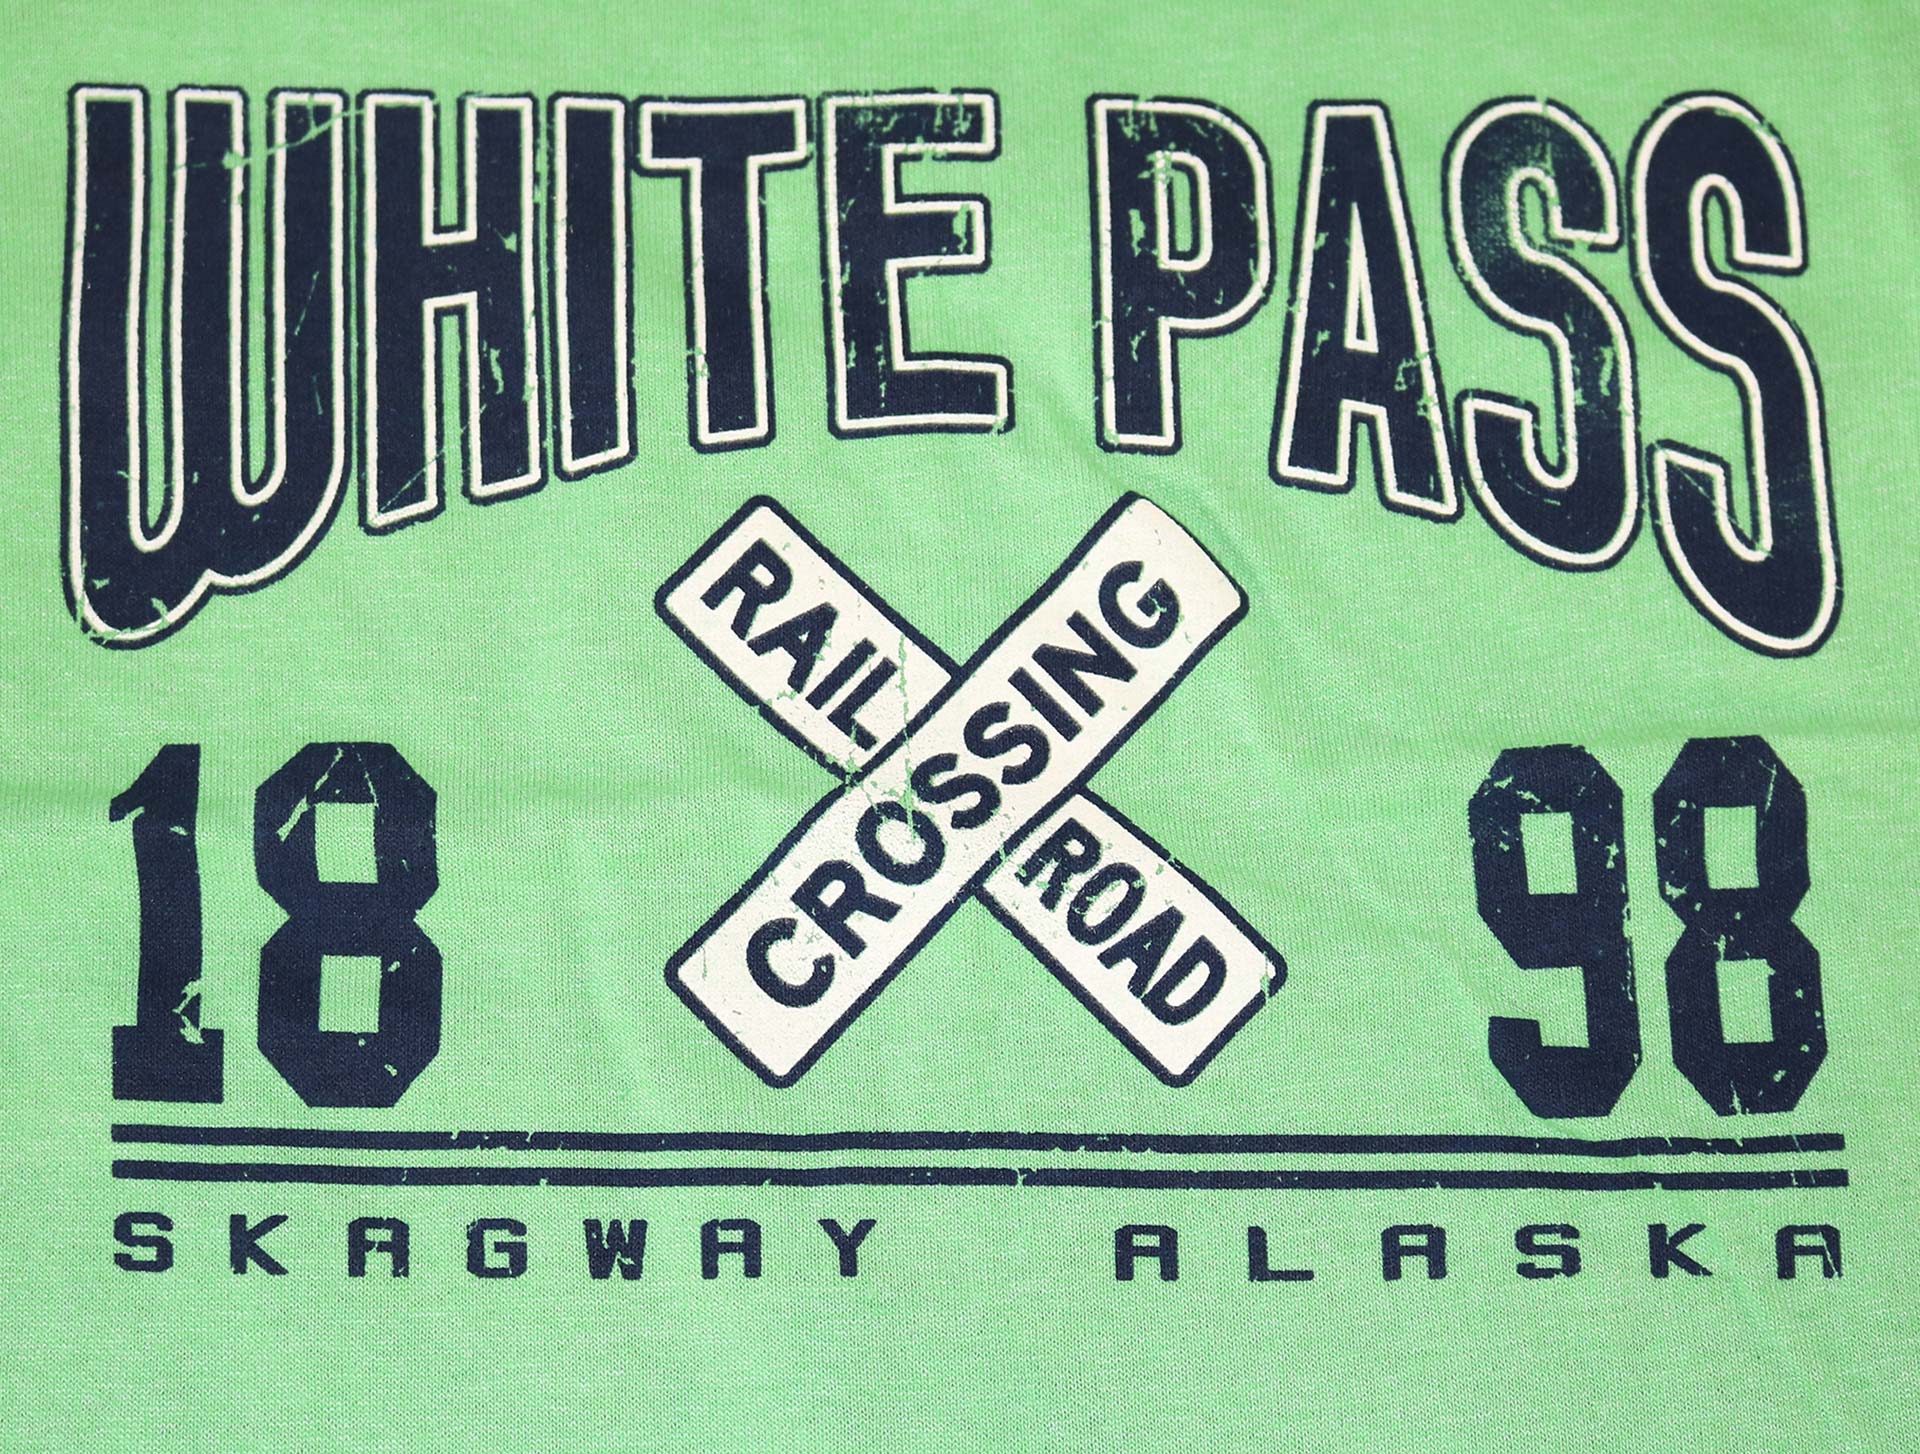 WHITE PASS
RAIL ROAD
CROSSING
18 98
SKAGWAY ALASKA